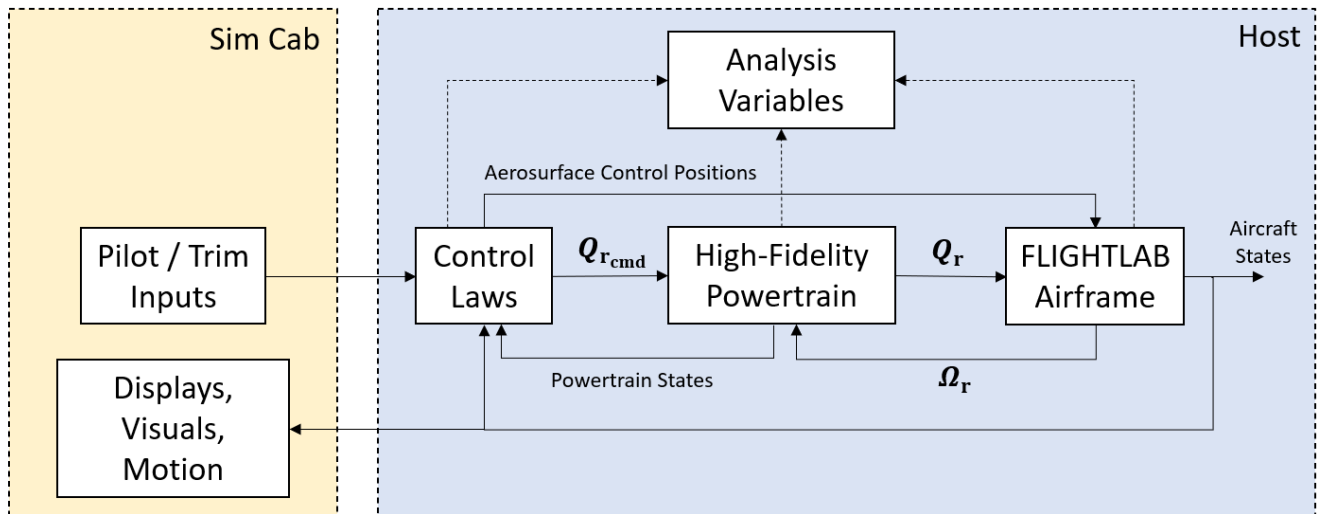 Sim Cab
Host
Analysis
Variables
Aerosurface Control Positions
Pilot / Trim
Inputs
Control
Laws
Q_r_cmd
High-Fidelity
Powertrain
Q_r
FLIGHTLAB
Airframe
Aircraft
States
Powertrain States
Ω_r
Displays,
Visuals,
Motion